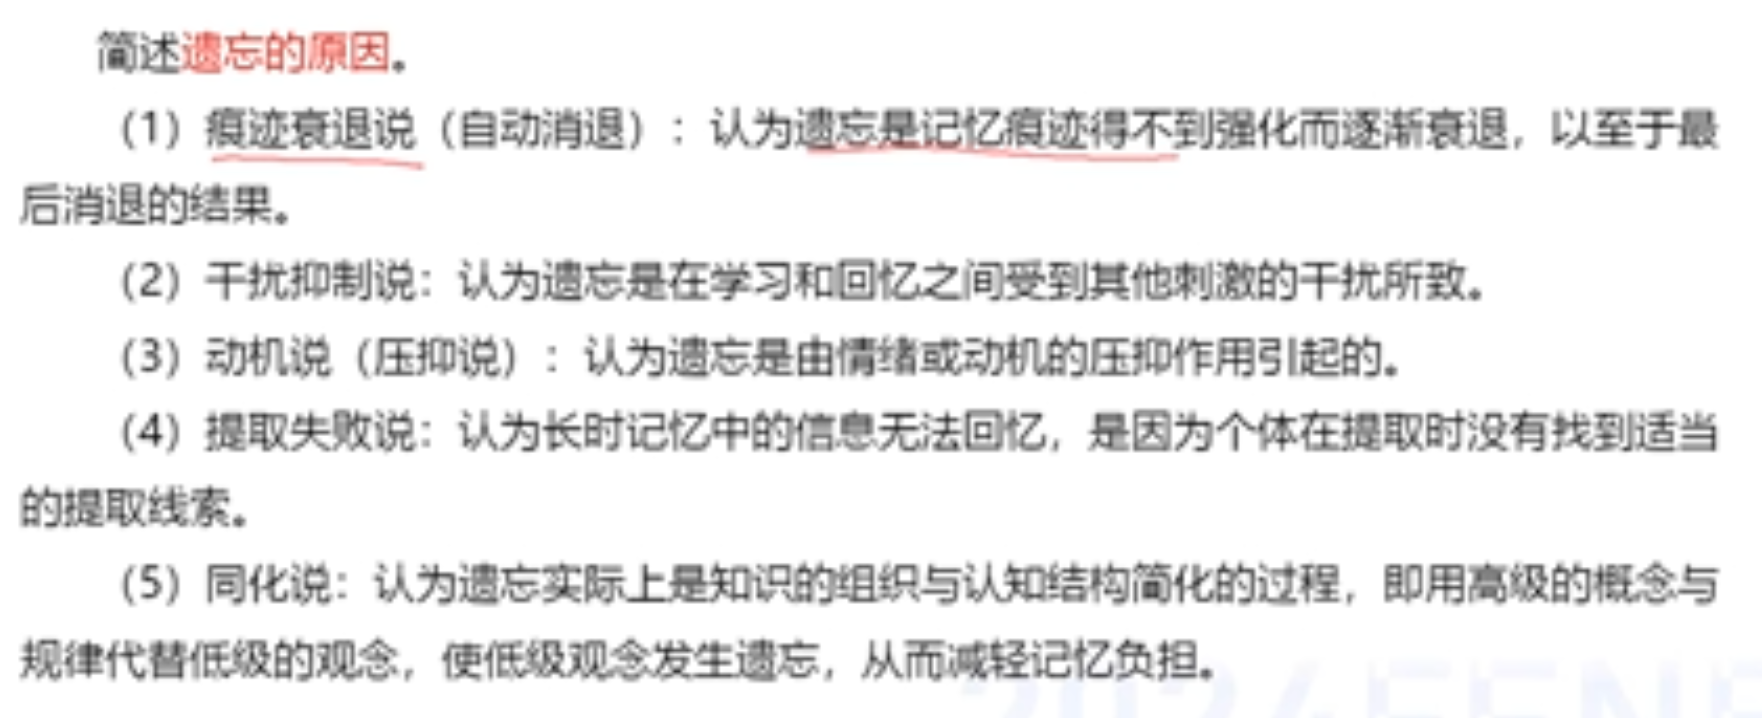 简述遗忘的原因。
（1）痕迹衰退说（自动消退）：认为遗忘是记忆痕迹得不到强化而逐渐衰退，以至于最
后消退的结果。
（2）干扰抑制说：认为遗忘是在学习和回忆之间受到其他刺激的干扰所致。
（3）动机说（压抑说）：认为遗忘是由情绪或动机的压抑作用引起的。
（4）提取失败说：认为长时记忆中的信息无法回忆，是因为个体在提取时没有找到适当
的提取线索。
（5）同化说：认为遗忘实际上是知识的组织与认知结构简化的过程，即用高级的概念与
规律代替低级的观念，使低级观念发生遗忘，从而减轻记忆负担。